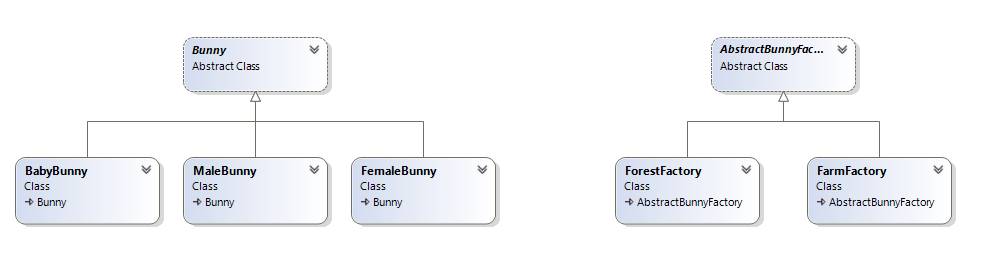 Bunny
Abstract Class
AbstractBunnyFac...
Abstract Class
BabyBunny
Class
Bunny
MaleBunny
Class
Bunny
FemaleBunny
Class
Bunny
ForestFactory
Class
AbstractBunnyFactory
FarmFactory
Class
AbstractBunnyFactory